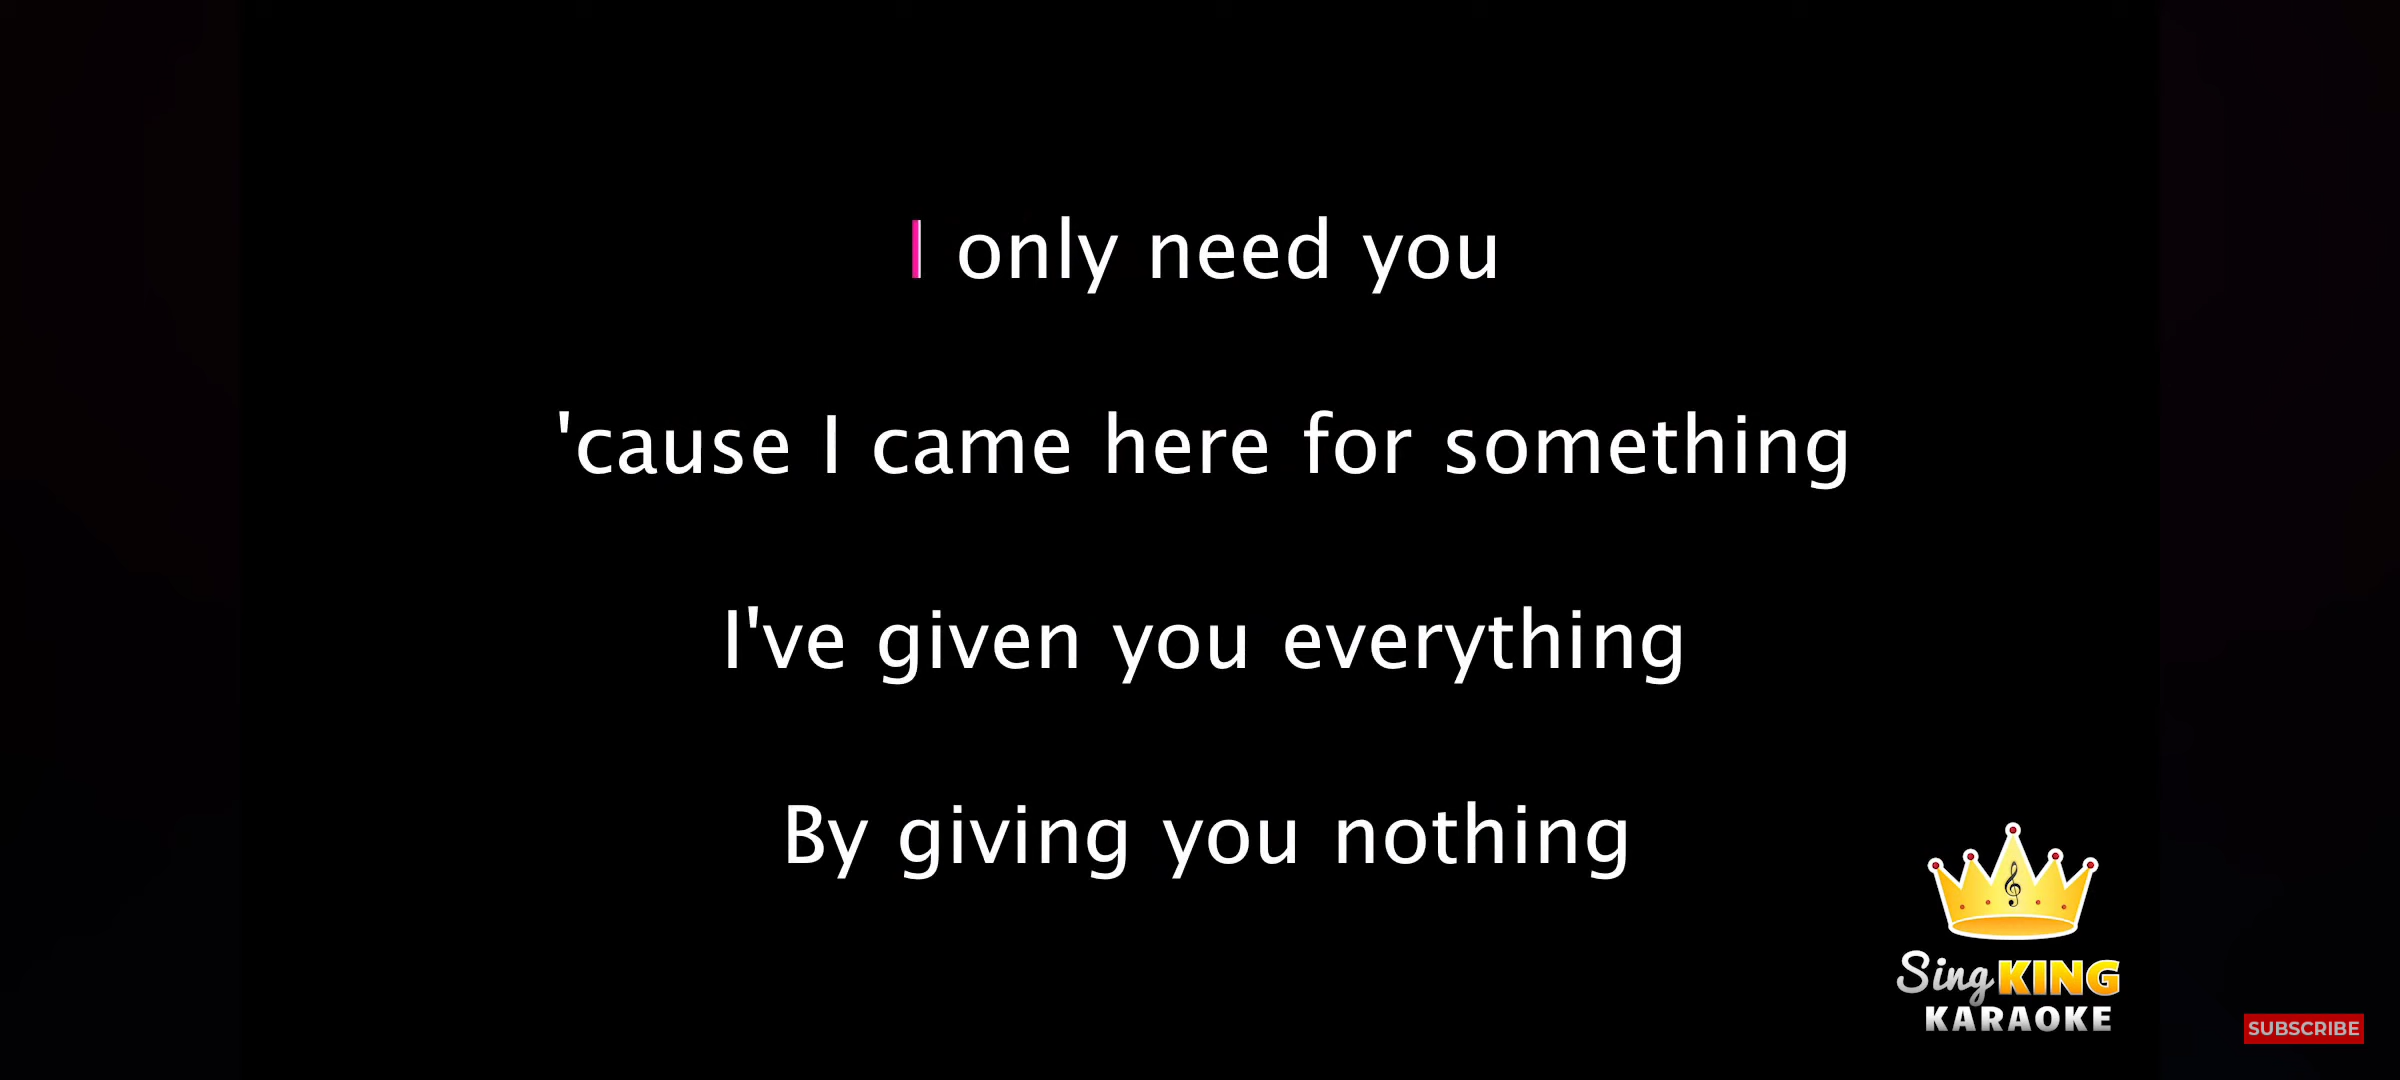 I only need you
'cause I came here for something
I've given you everything
By giving you nothing
Sing KING
KARAOKE
SUBSCRIBE